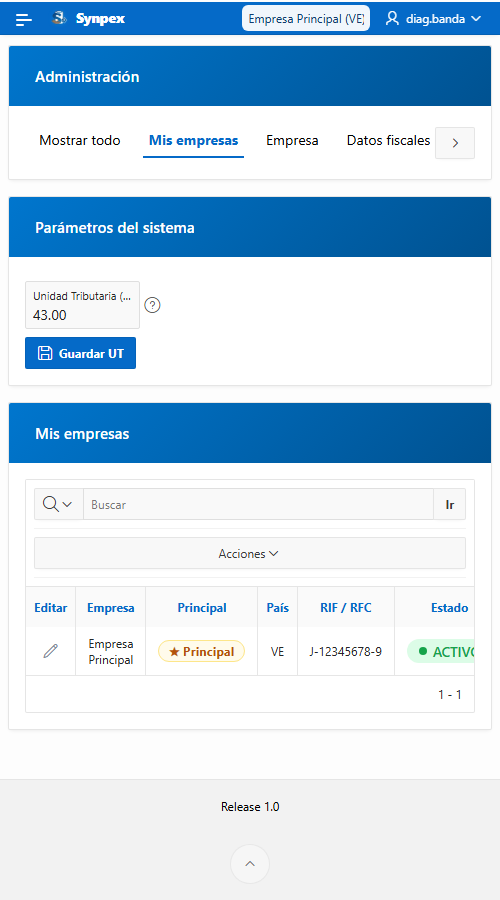 Synpex
Empresa Principal (VE)
diag.banda
Administración
Mostrar todo
Mis empresas
Empresa
Datos fiscales
Parámetros del sistema
Unidad Tributaria (...
43.00
?
Guardar UT
Mis empresas
Buscar
Ir
Acciones
Editar
Empresa
Principal
País
RIF / RFC
Estado
Empresa
Principal
★ Principal
VE
J-12345678-9
ACTIVO
1 - 1
Release 1.0